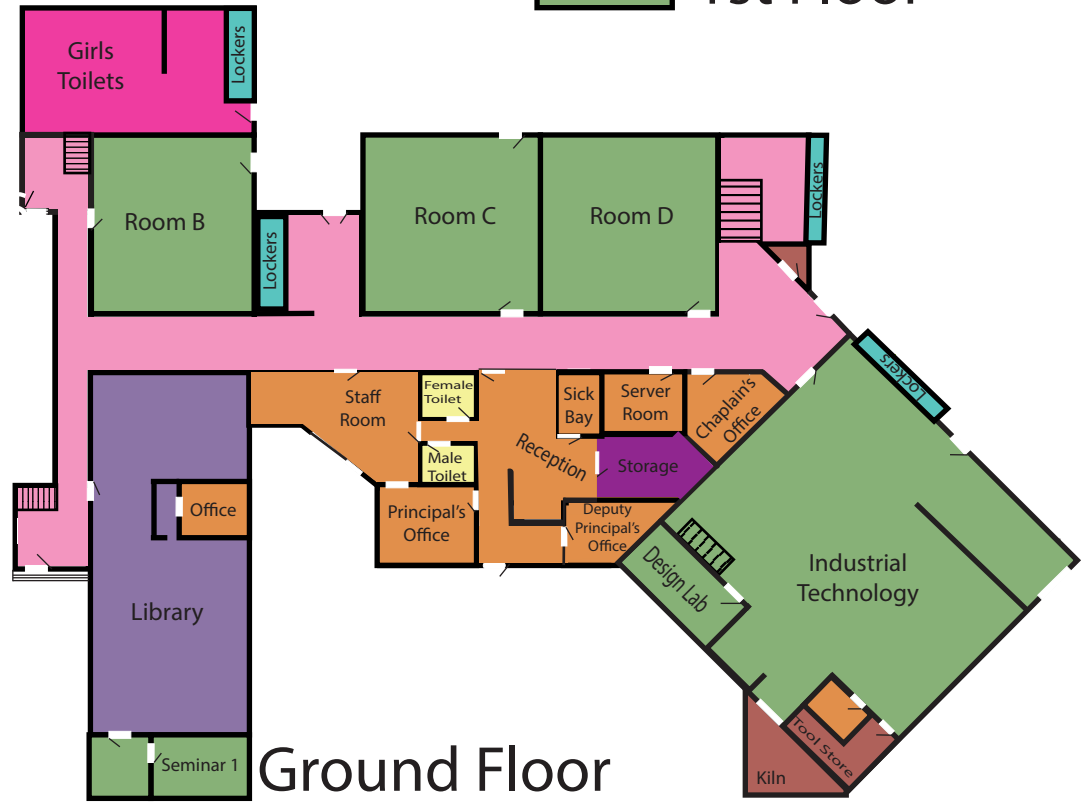 1st Floor
Girls
Toilets
Lockers
Room B
Lockers
Room C
Room D
Lockers
Lockers
Staff
Room
Female
Toilet
Male
Toilet
Reception
Sick
Bay
Server
Room
Chaplain's
Office
Storage
Principal's
Office
Deputy
Principal's
Office
Office
Library
Design Lab
Industrial
Technology
Seminar 1
Ground Floor
Tool Store
Kiln